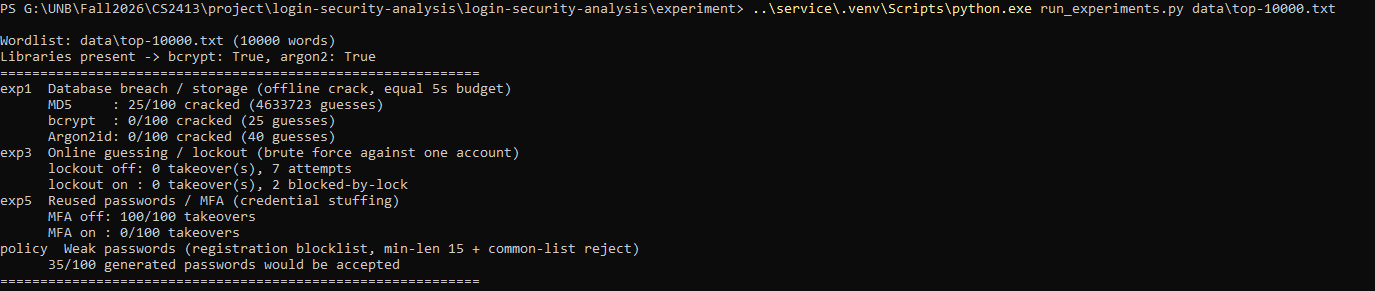 PS G:\UNB\Fall2026\CS2413\project\login-security-analysis\login-security-analysis\experiment> ..\service\.venv\Scripts\python.exe run_experiments.py data\top-10000.txt
Wordlist: data\top-10000.txt (10000 words)
Libraries present -> bcrypt: True, argon2: True
============================================================
exp1  Database breach / storage (offline crack, equal 5s budget)
      MD5     : 25/100 cracked (4633723 guesses)
      bcrypt  : 0/100 cracked (25 guesses)
      Argon2id: 0/100 cracked (40 guesses)
exp3  Online guessing / lockout (brute force against one account)
      lockout off: 0 takeover(s), 7 attempts
      lockout on : 0 takeover(s), 2 blocked-by-lock
exp5  Reused passwords / MFA (credential stuffing)
      MFA off: 100/100 takeovers
      MFA on : 0/100 takeovers
policy  Weak passwords (registration blocklist, min-len 15 + common-list reject)
      35/100 generated passwords would be accepted
============================================================